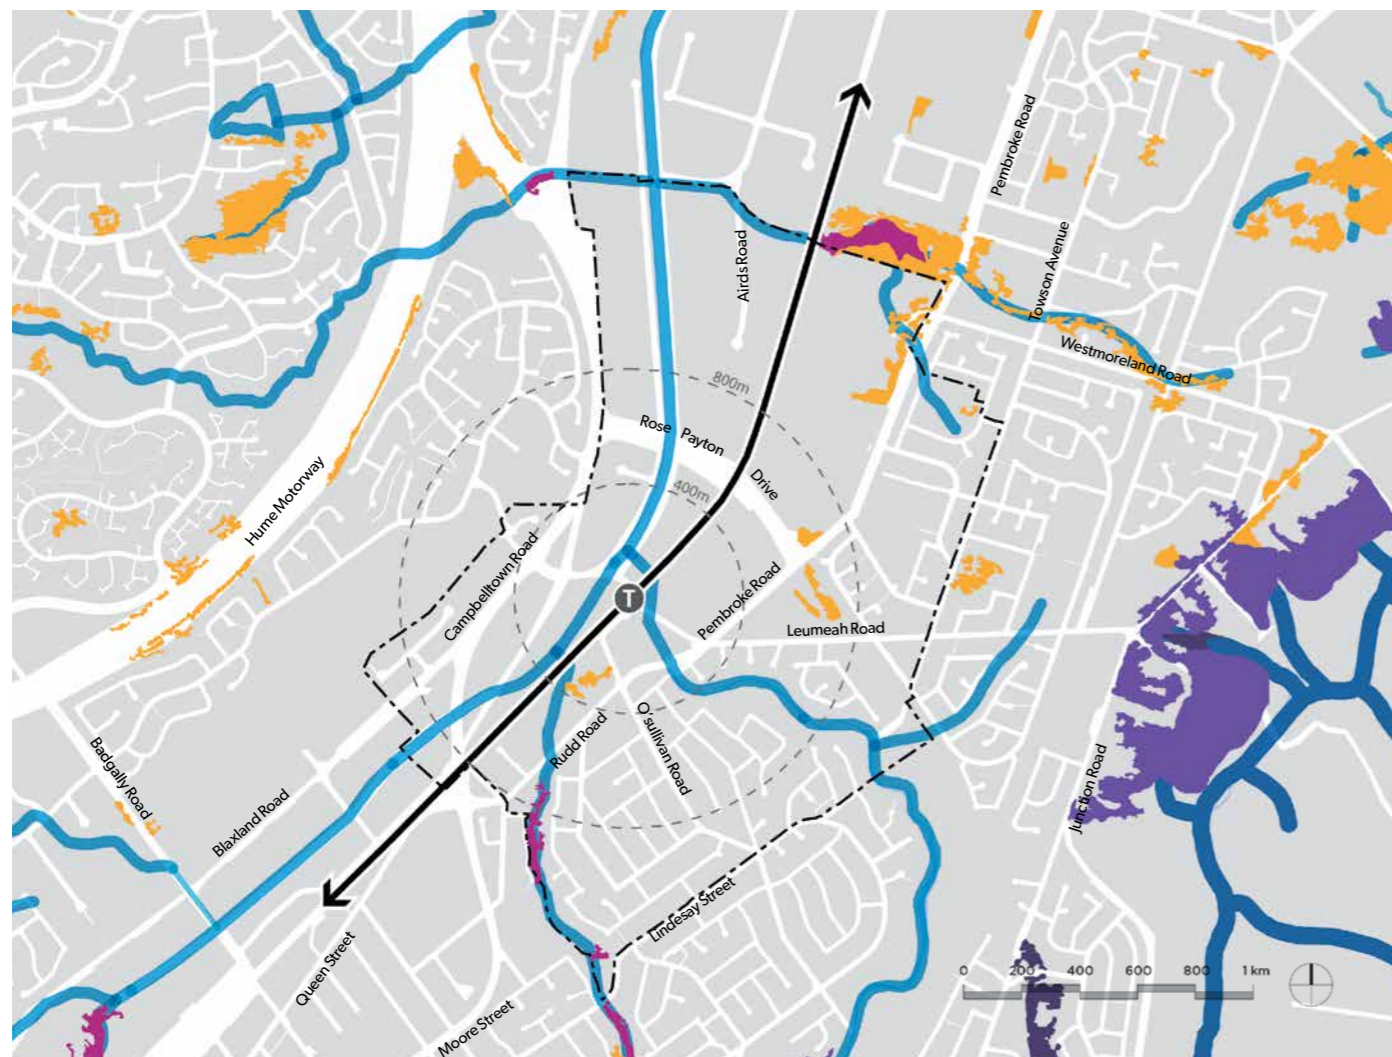 Pembroke Road
Airds Road
Towson Avenue
Westmoreland Road
800m
Rose Payton
Drive
400m
Hume Motorway
Campbelltown Road
T
Pembroke Road
Leumeah Road
O'sullivan Road
Rudd Road
Badgally Road
Blaxland Road
Junction Road
Lindesay Street
Queen Street
Moore Street
0 200 400 600 800 1 km